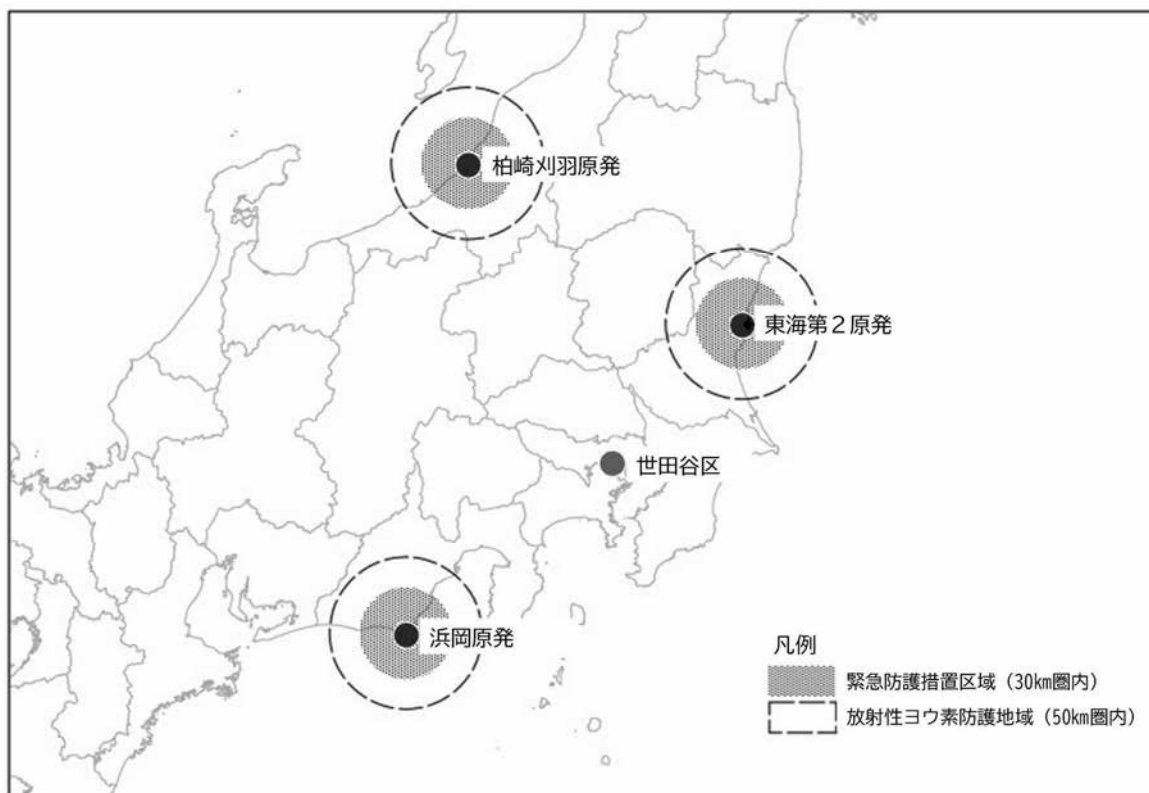 柏崎刈羽原発
東海第２原発
世田谷区
浜岡原発
凡例
緊急防護措置区域（30㎞圏内）
放射性ヨウ素防護地域（50㎞圏内）